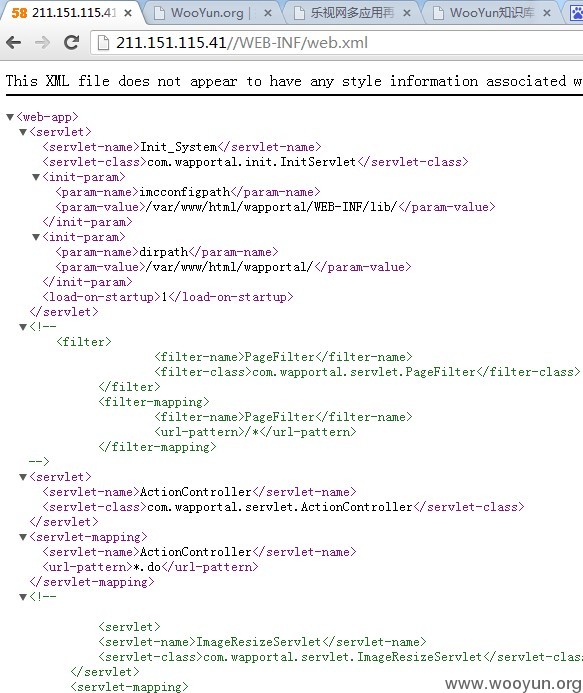 58 211.151.115.41 × WooYun.org | × 乐视网多应用再 × WooYun知识库 ×
211.151.115.41//WEB-INF/web.xml
This XML file does not appear to have any style information associated w
▼<web-app>
▼<servlet>
<servlet-name>Init_System</servlet-name>
<servlet-class>com.wapportal.init.InitServlet</servlet-class>
▼<init-param>
<param-name>imcconfigpath</param-name>
<param-value>/var/www/html/wapportal/WEB-INF/lib/</param-value>
</init-param>
▼<init-param>
<param-name>dirpath</param-name>
<param-value>/var/www/html/wapportal/</param-value>
</init-param>
<load-on-startup>1</load-on-startup>
</servlet>
▼<!--
<filter>
<filter-name>PageFilter</filter-name>
<filter-class>com.wapportal.servlet.PageFilter</filter-class>
</filter>
<filter-mapping>
<filter-name>PageFilter</filter-name>
<url-pattern>/*</url-pattern>
</filter-mapping>
-->
▼<servlet>
<servlet-name>ActionController</servlet-name>
<servlet-class>com.wapportal.servlet.ActionController</servlet-class>
</servlet>
▼<servlet-mapping>
<servlet-name>ActionController</servlet-name>
<url-pattern>*.do</url-pattern>
</servlet-mapping>
▼<!--
<servlet>
<servlet-name>ImageResizeServlet</servlet-name>
<servlet-class>com.wapportal.servlet.ImageResizeServlet</servlet-class>
</servlet>
<servlet-mapping>
www.wooyun.org